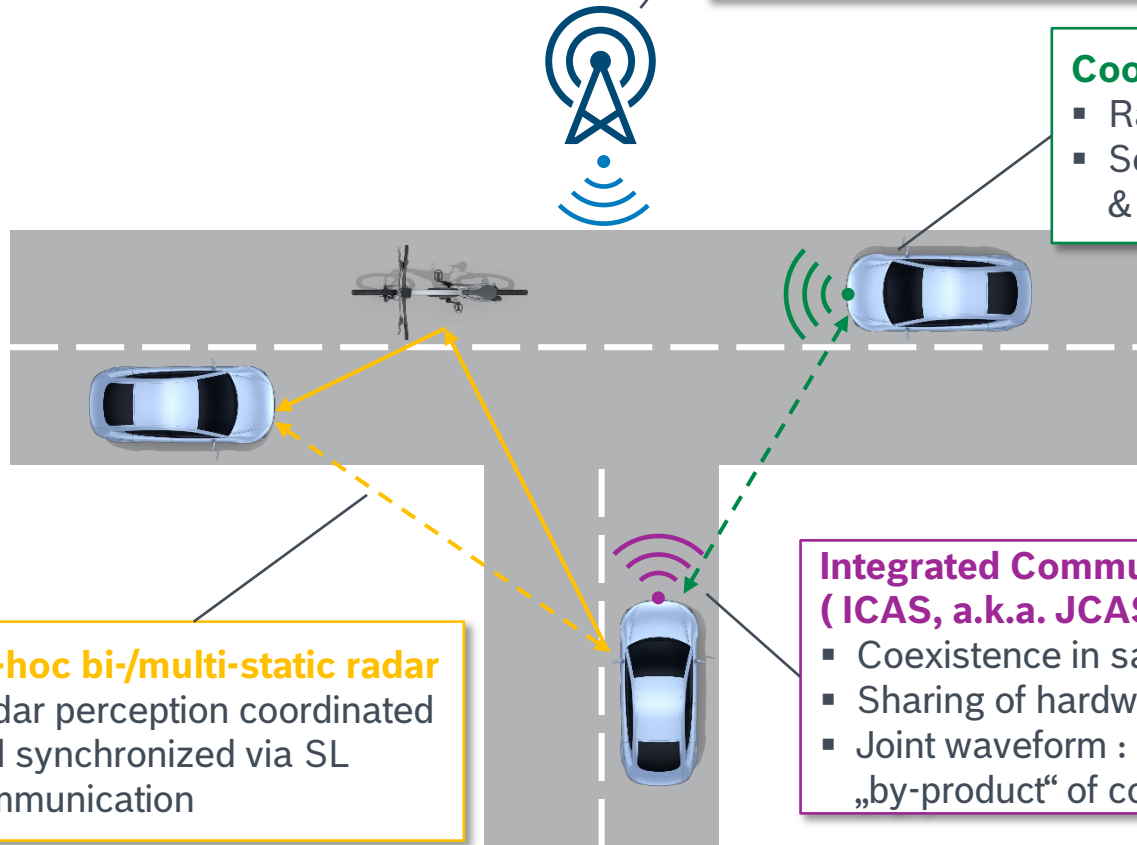 Coo
▪ Ra
▪ Se
&
-hoc bi-/multi-static radar
dar perception coordinated
synchronized via SL
mmunication
Integrated Commu
( ICAS, a.k.a. JCAS
▪ Coexistence in sa
▪ Sharing of hardw
▪ Joint waveform :
„by-product“ of co